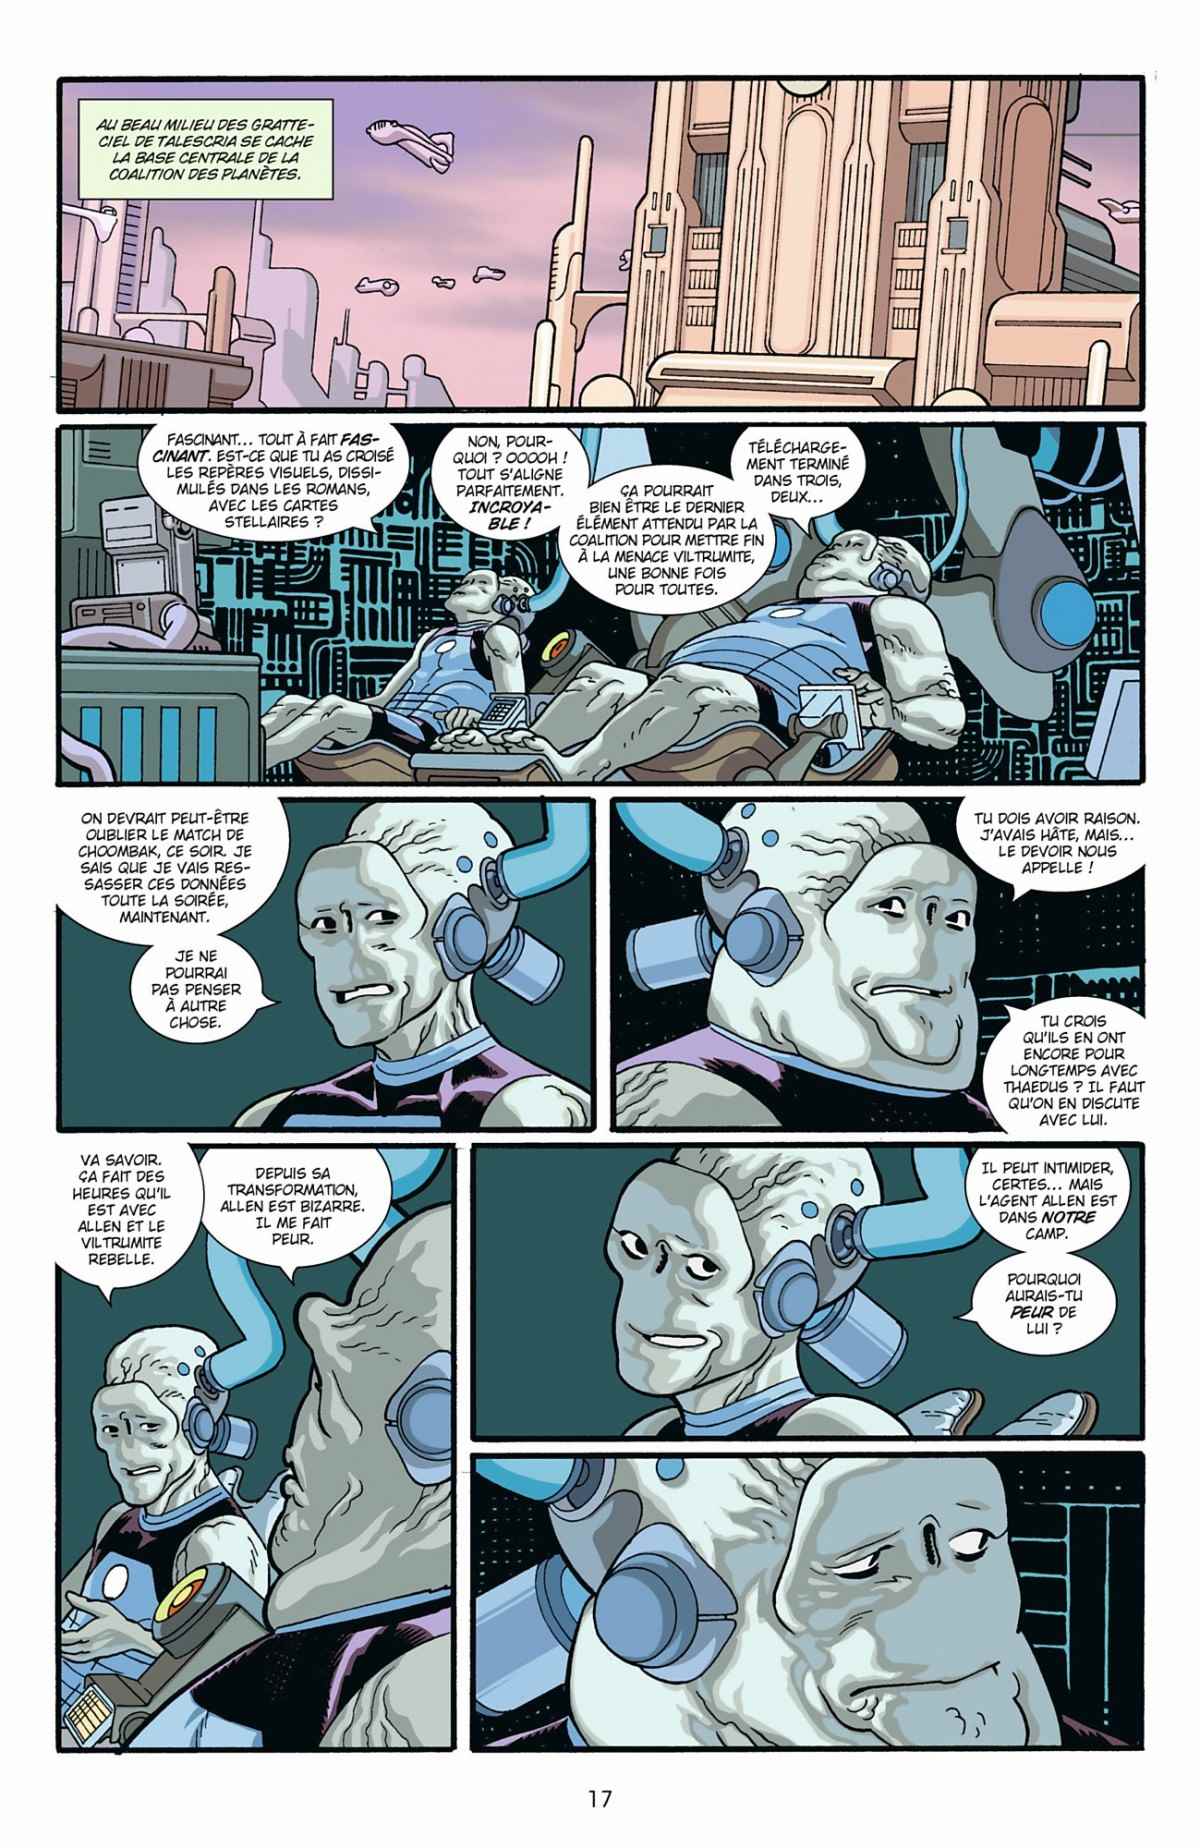 AU BEAU MILIEU DES GRATTE-
CIEL DE TALESCRIA SE CACHE
LA BASE CENTRALE DE LA
COALITION DES PLANÈTES.
FASCINANT... TOUT À FAIT FAS-
CINANT. EST-CE QUE TU AS CROISÉ
LES REPÈRES VISUELS, DISSI-
MULÉS DANS LES ROMANS,
AVEC LES CARTES
STELLAIRES ?
NON, POUR-
QUOI ? OOOOH !
TOUT S'ALIGNE
PARFAITEMENT.
INCROYA-
BLE !
ÇA POURRAIT
BIEN ÊTRE LE DERNIER
ÉLÉMENT ATTENDU PAR LA
COALITION POUR METTRE FIN
À LA MENACE VILTRUMITE,
UNE BONNE FOIS
POUR TOUTES.
TÉLÉCHARGE-
MENT TERMINÉ
DANS TROIS,
DEUX...
ON DEVRAIT PEUT-ÊTRE
OUBLIER LE MATCH DE
CHOOMBAK, CE SOIR. JE
SAIS QUE JE VAIS RES-
SASSER CES DONNÉES
TOUTE LA SOIRÉE,
MAINTENANT.
JE NE
POURRAI
PAS PENSER
À AUTRE
CHOSE.
TU DOIS AVOIR RAISON.
J'AVAIS HÂTE, MAIS...
LE DEVOIR NOUS
APPELLE !
TU CROIS
QU'ILS EN ONT
ENCORE POUR
LONGTEMPS AVEC
THAEDUS ? IL FAUT
QU'ON EN DISCUTE
AVEC LUI.
VA SAVOIR.
ÇA FAIT DES
HEURES QU'IL
EST AVEC
ALLEN ET LE
VILTRUMITE
REBELLE.
DEPUIS SA
TRANSFORMATION,
ALLEN EST BIZARRE.
IL ME FAIT
PEUR.
IL PEUT INTIMIDER,
CERTES... MAIS
L'AGENT ALLEN EST
DANS NOTRE
CAMP.
POURQUOI
AURAIS-TU
PEUR DE
LUI ?
17